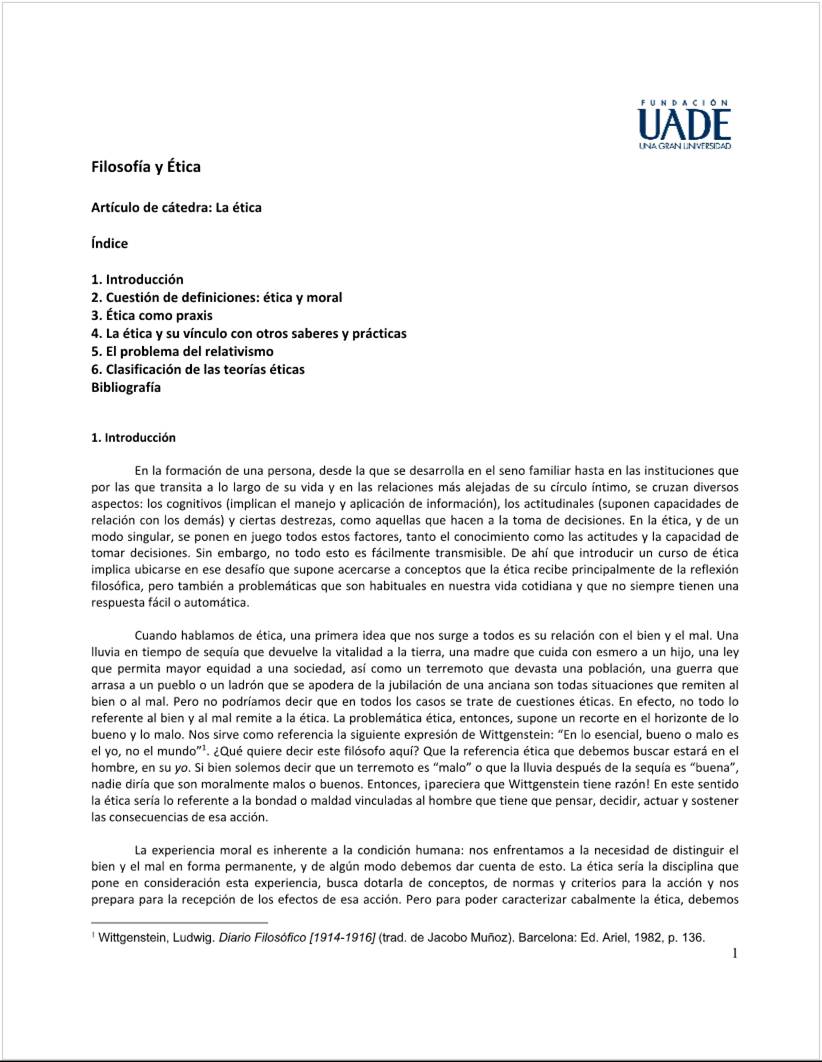 FUNDACIÓN
UADE
UNA GRAN UNIVERSIDAD
Filosofía y Ética
Artículo de cátedra: La ética
Índice
1. Introducción
2. Cuestión de definiciones: ética y moral
3. Ética como praxis
4. La ética y su vínculo con otros saberes y prácticas
5. El problema del relativismo
6. Clasificación de las teorías éticas
Bibliografía
1. Introducción
En la formación de una persona, desde la que se desarrolla en el seno familiar hasta en las instituciones que
por las que transita a lo largo de su vida y en las relaciones más alejadas de su círculo íntimo, se cruzan diversos
aspectos: los cognitivos (implican el manejo y aplicación de información), los actitudinales (suponen capacidades de
relación con los demás) y ciertas destrezas, como aquellas que hacen a la toma de decisiones. En la ética, y de un
modo singular, se ponen en juego todos estos factores, tanto el conocimiento como las actitudes y la capacidad de
tomar decisiones. Sin embargo, no todo esto es fácilmente transmisible. De ahí que introducir un curso de ética
implica ubicarse en ese desafío que supone acercarse a conceptos que la ética recibe principalmente de la reflexión
filosófica, pero también a problemáticas que son habituales en nuestra vida cotidiana y que no siempre tienen una
respuesta fácil o automática.
Cuando hablamos de ética, una primera idea que nos surge a todos es su relación con el bien y el mal. Una
lluvia en tiempo de sequía que devuelve la vitalidad a la tierra, una madre que cuida con esmero a un hijo, una ley
que permita mayor equidad a una sociedad, así como un terremoto que devasta una población, una guerra que
arrasa a un pueblo o un ladrón que se apodera de la jubilación de una anciana son todas situaciones que remiten al
bien o al mal. Pero no podríamos decir que en todos los casos se trate de cuestiones éticas. En efecto, no todo lo
referente al bien y al mal remite a la ética. La problemática ética, entonces, supone un recorte en el horizonte de lo
bueno y lo malo. Nos sirve como referencia la siguiente expresión de Wittgenstein: “En lo esencial, bueno o malo es
el yo, no el mundo”¹. ¿Qué quiere decir este filósofo aquí? Que la referencia ética que debemos buscar estará en el
hombre, en su yo. Si bien solemos decir que un terremoto es “malo” o que la lluvia después de la sequía es “buena”,
nadie diría que son moralmente malos o buenos. Entonces, ¡pareciera que Wittgenstein tiene razón! En este sentido
la ética sería lo referente a la bondad o maldad vinculadas al hombre que tiene que pensar, decidir, actuar y sostener
las consecuencias de esa acción.
La experiencia moral es inherente a la condición humana: nos enfrentamos a la necesidad de distinguir el
bien y el mal en forma permanente, y de algún modo debemos dar cuenta de esto. La ética sería la disciplina que
pone en consideración esta experiencia, busca dotarla de conceptos, de normas y criterios para la acción y nos
prepara para la recepción de los efectos de esa acción. Pero para poder caracterizar cabalmente la ética, debemos
¹ Wittgenstein, Ludwig. Diario Filosófico [1914-1916] (trad. de Jacobo Muñoz). Barcelona: Ed. Ariel, 1982, p. 136.
1